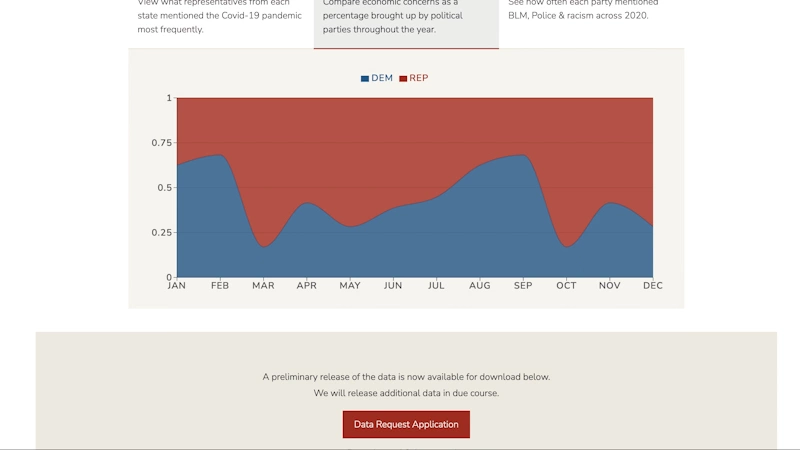 View what representatives from each
state mentioned the Covid-19 pandemic
most frequently.
Compare economic concerns as a
percentage brought up by political
parties throughout the year.
See how often each party mentioned
BLM, Police & racism across 2020.
DEM REP
1
0.75
0.5
0.25
0
JAN FEB MAR APR MAY JUN JUL AUG SEP OCT NOV DEC
A preliminary release of the data is now available for download below.
We will release additional data in due course.
Data Request Application